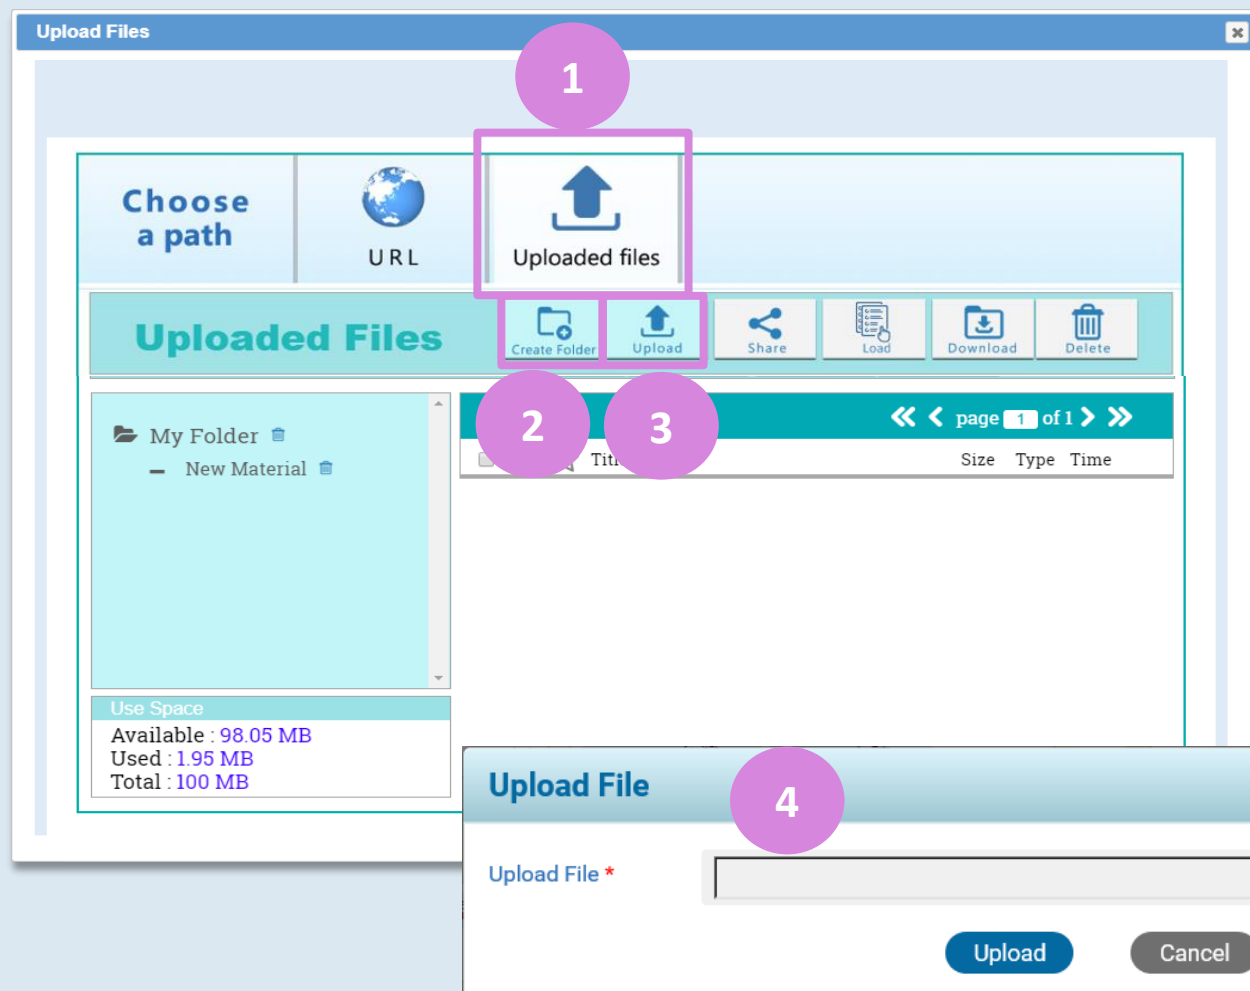 Upload Files
1
Choose
a path
URL
Uploaded files
Uploaded Files
Create Folder
Upload
Share
Load
Download
Delete
2
3
page 1 of 1
My Folder
New Material
Size Type Time
Use Space
Available : 98.05 MB
Used : 1.95 MB
Total : 100 MB
Upload File
4
Upload File *
Upload
Cancel